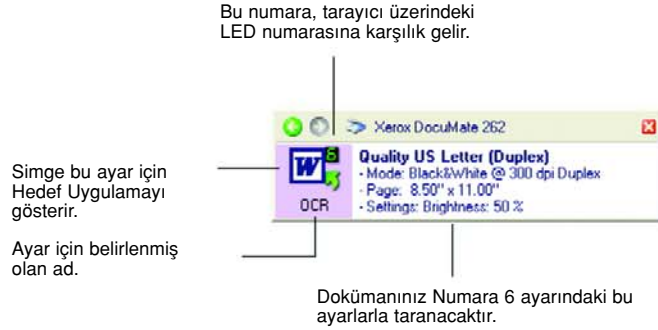 Bu numara, tarayıcı üzerindeki
LED numarasına karşılık gelir.
Xerox DocuMate 262
Simge bu ayar için
Hedef Uygulamayı
gösterir.
W 6
OCR
Quality US Letter (Duplex)
- Mode: Black&White @ 300 dpi Duplex
- Page: 8.50" x 11.00"
- Settings: Brightness: 50 %
Ayar için belirlenmiş
olan ad.
Dokümanınız Numara 6 ayarındaki bu
ayarlarla taranacaktır.